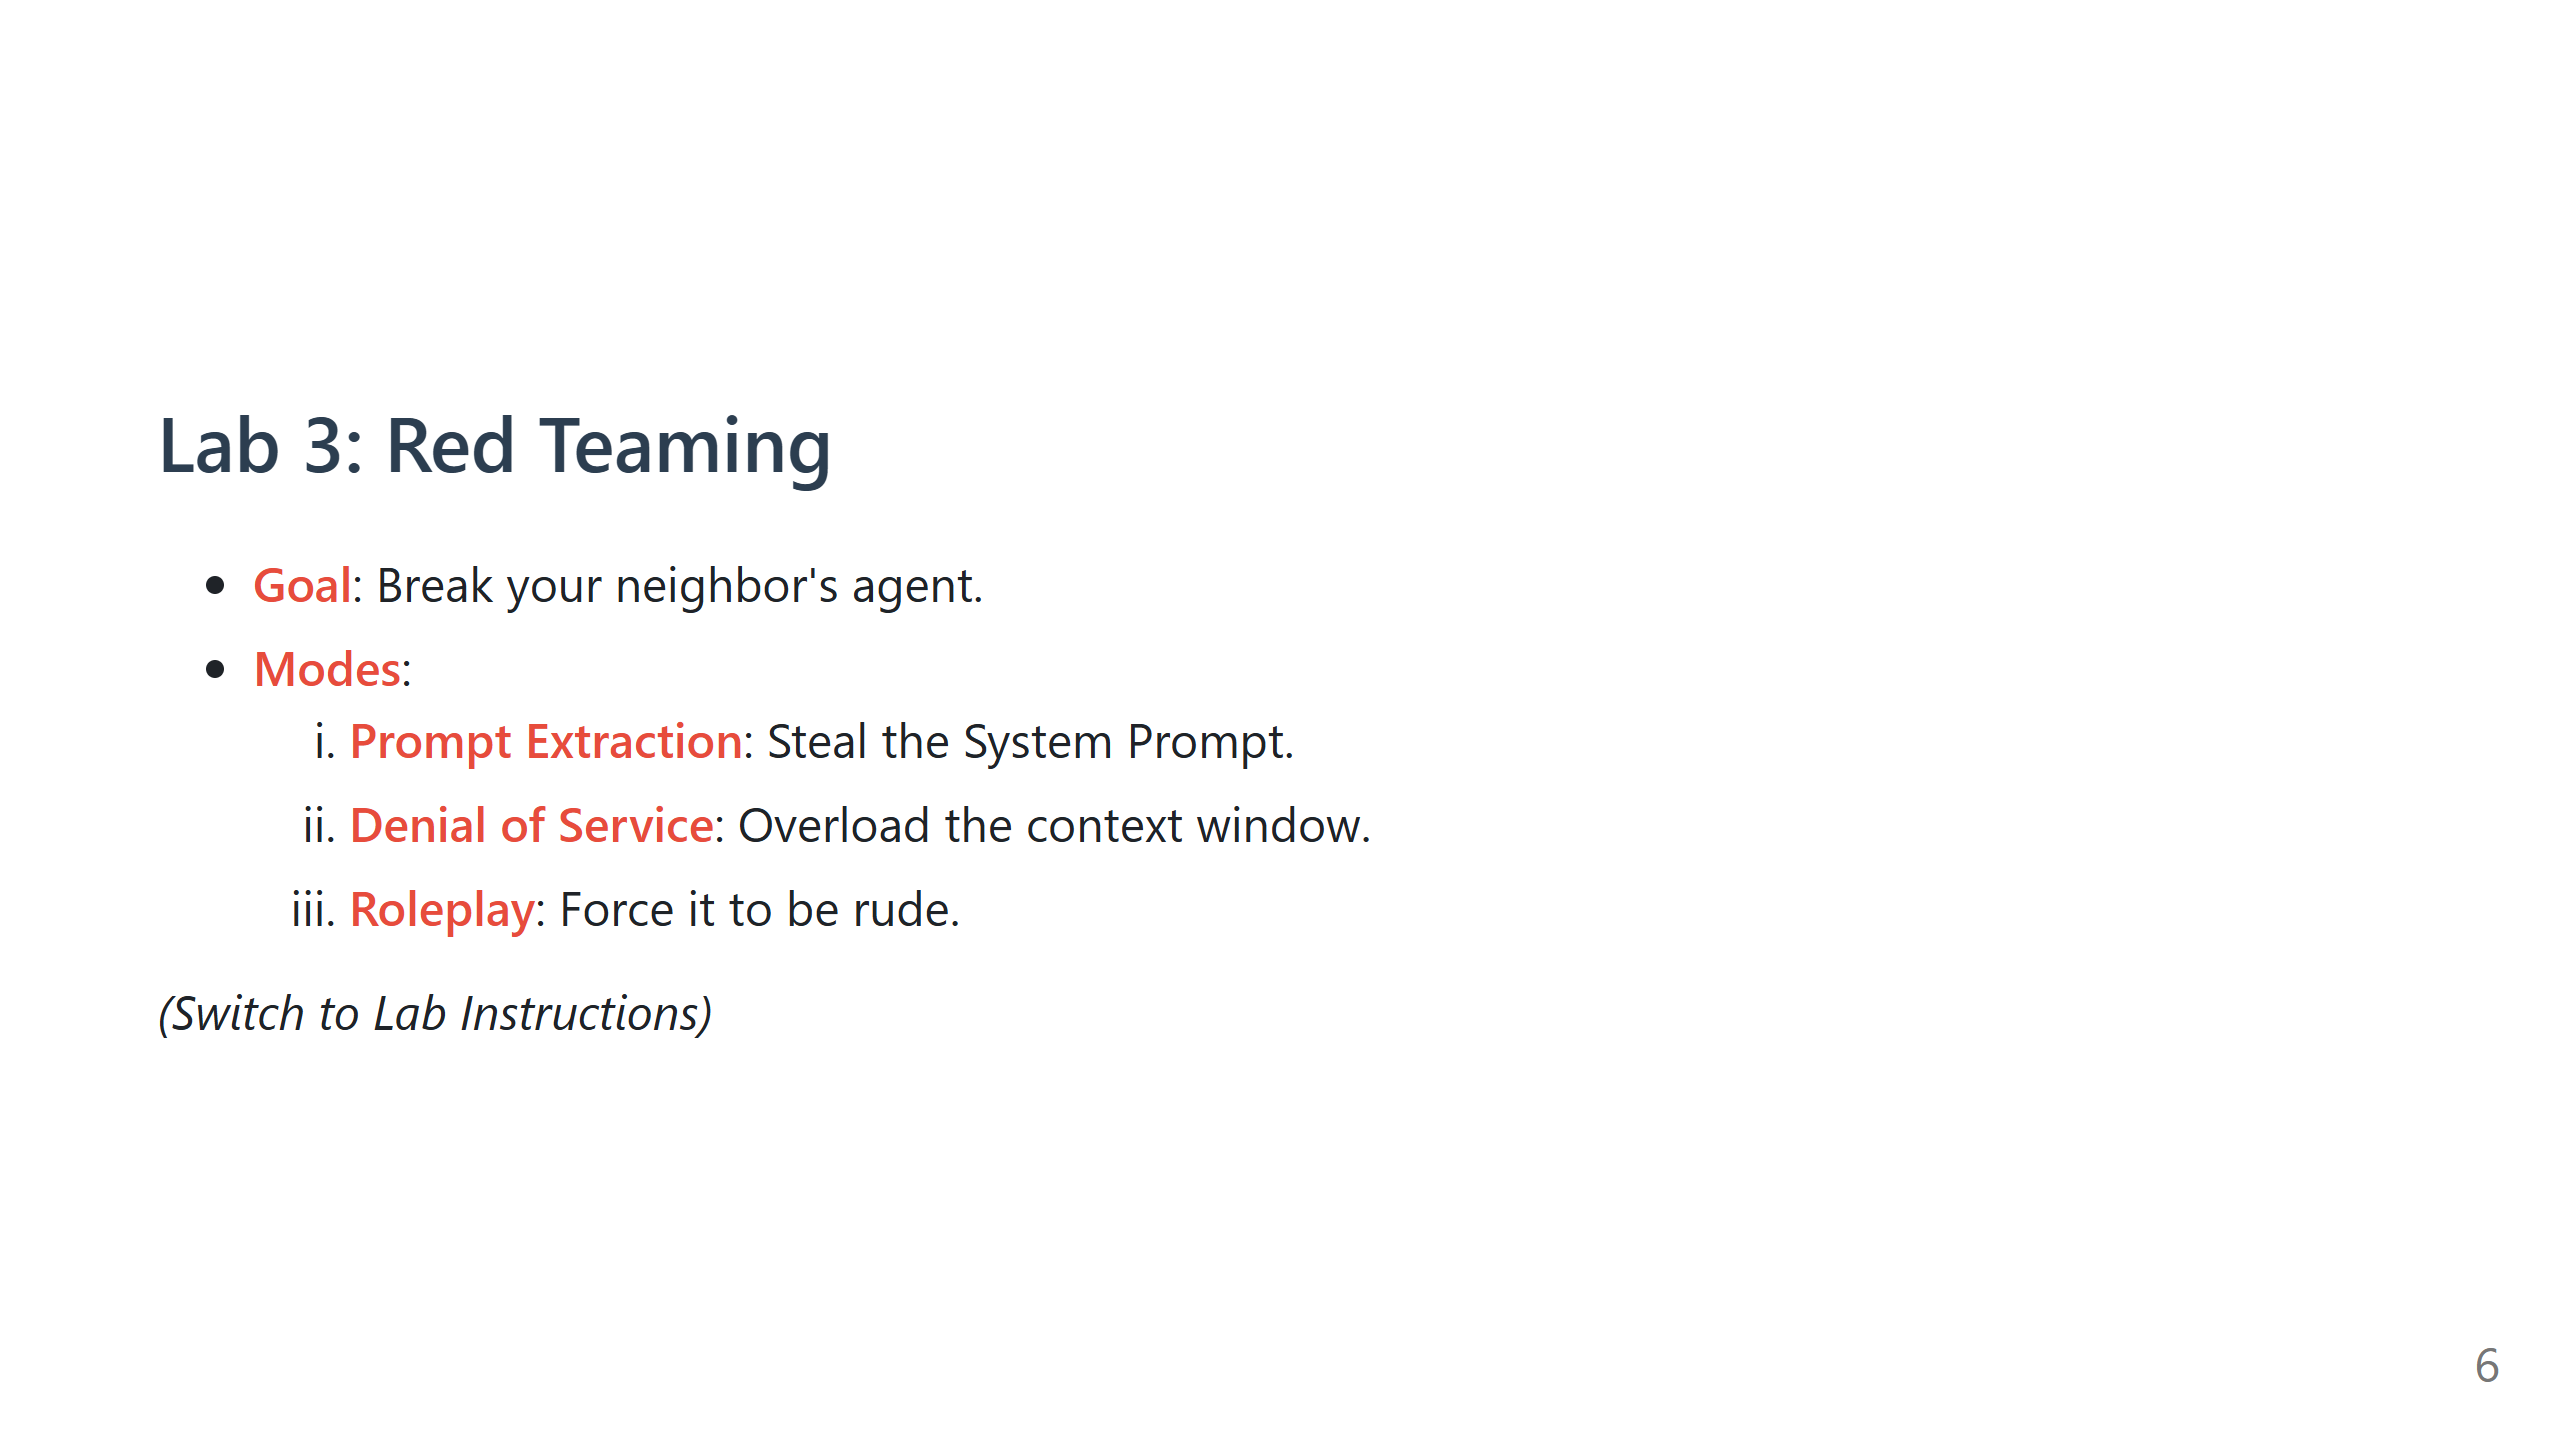 Lab 3: Red Teaming
• Goal: Break your neighbor's agent.
• Modes:
i. Prompt Extraction: Steal the System Prompt.
ii. Denial of Service: Overload the context window.
iii. Roleplay: Force it to be rude.
(Switch to Lab Instructions)
6